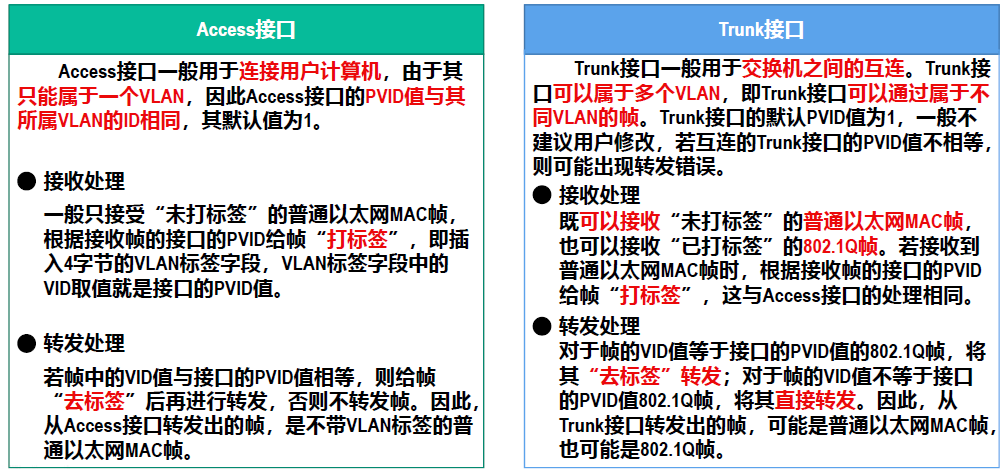 Access接口
Access接口一般用于连接用户计算机，由于其
只能属于一个VLAN，因此Access接口的PVID值与其
所属VLAN的ID相同，其默认值为1。
● 接收处理
一般只接受“未打标签”的普通以太网MAC帧，
根据接收帧的接口的PVID给帧“打标签”，即插
入4字节的VLAN标签字段，VLAN标签字段中的
VID取值就是接口的PVID值。
● 转发处理
若帧中的VID值与接口的PVID值相等，则给帧
“去标签”后再进行转发，否则不转发帧。因此，
从Access接口转发出的帧，是不带VLAN标签的普
通以太网MAC帧。
Trunk接口
Trunk接口一般用于交换机之间的互连。Trunk接
口可以属于多个VLAN，即Trunk接口可以通过属于不
同VLAN的帧。Trunk接口的默认PVID值为1，一般不
建议用户修改，若互连的Trunk接口的PVID值不相等，
则可能出现转发错误。
● 接收处理
既可以接收“未打标签”的普通以太网MAC帧，
也可以接收“已打标签”的802.1Q帧。若接收到
普通以太网MAC帧时，根据接收帧的接口的PVID
给帧“打标签”，这与Access接口的处理相同。
● 转发处理
对于帧的VID值等于接口的PVID值的802.1Q帧，将
其“去标签”转发；对于帧的VID值不等于接口
的PVID值802.1Q帧，将其直接转发。因此，从
Trunk接口转发出的帧，可能是普通以太网MAC帧，
也可能是802.1Q帧。